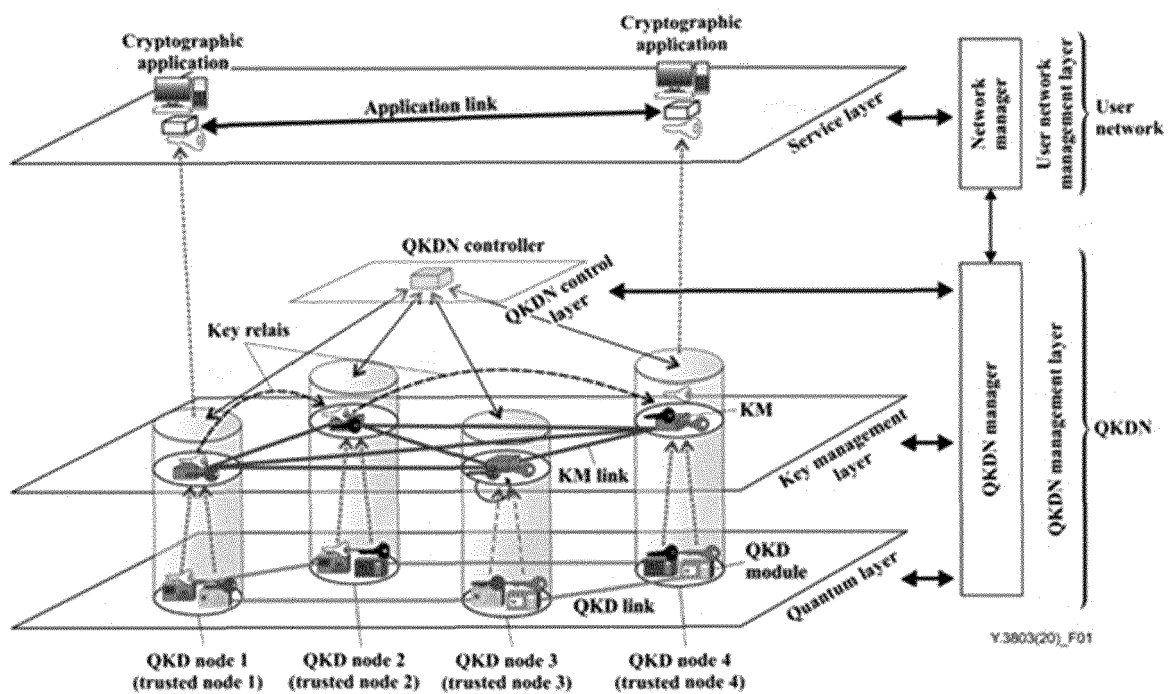 Cryptographic
application
Cryptographic
application
Application link
Service layer
Network
manager
User network
management layer
User
network
QKDN controller
QKDN control
layer
Key relais
KM
KM link
Key management
layer
QKDN manager
QKDN management layer
QKDN
QKD
module
QKD link
Quantum layer
Y.3803(20)_F01
QKD node 1
(trusted node 1)
QKD node 2
(trusted node 2)
QKD node 3
(trusted node 3)
QKD node 4
(trusted node 4)